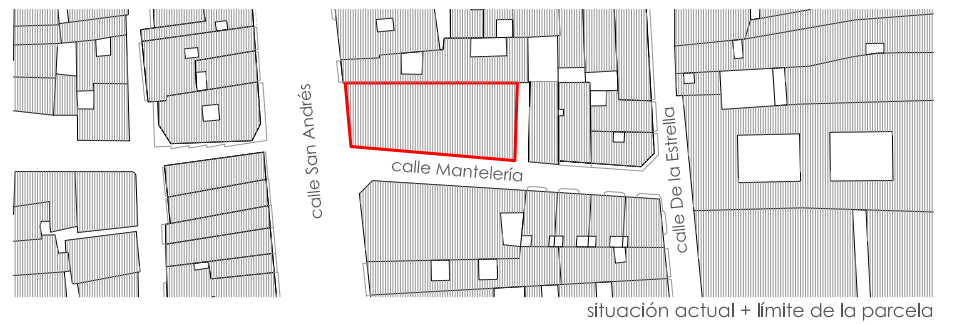 calle San Andrés
calle Mantelería
calle De la Estrella
situación actual + límite de la parcela